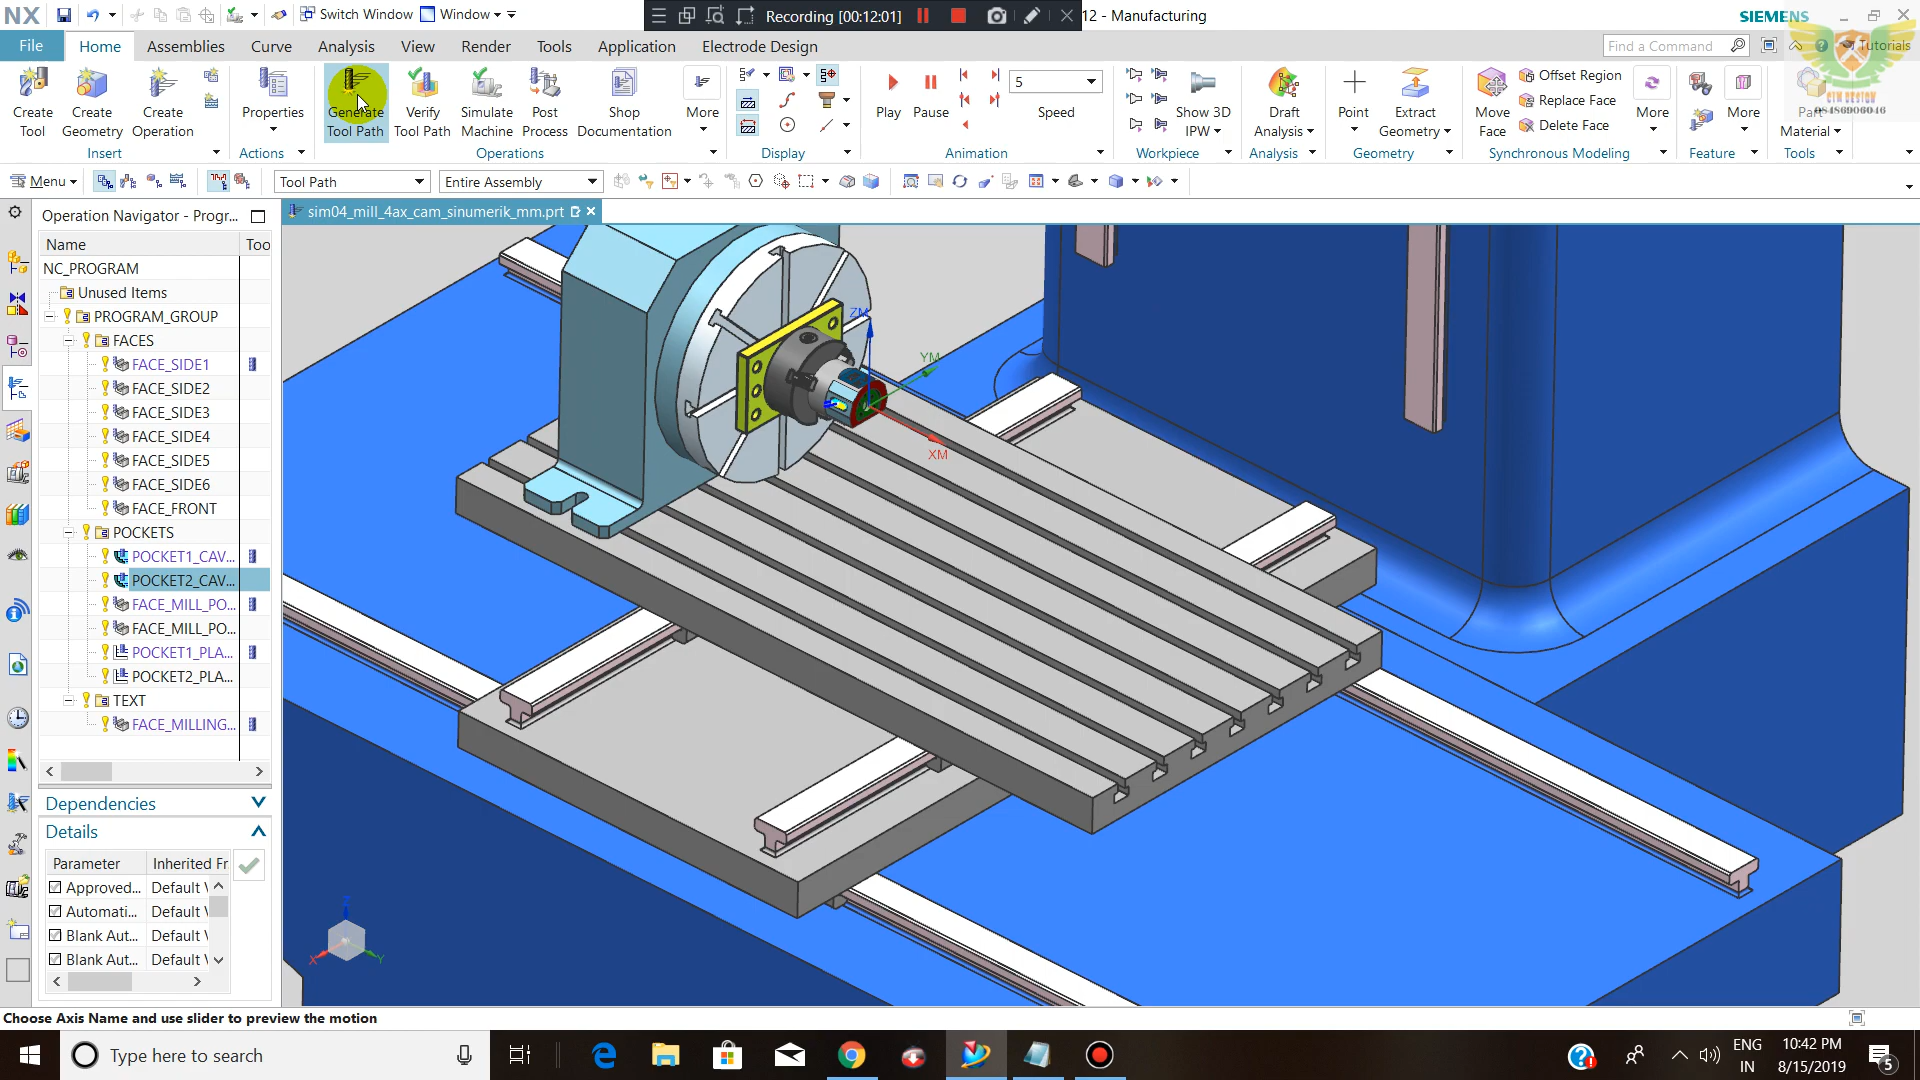 NX
Switch Window
Window
Recording [00:12:01]
12 - Manufacturing
SIEMENS
File
Home
Assemblies
Curve
Analysis
View
Render
Tools
Application
Electrode Design
Find a Command
Tutorials
Create Tool
Create Geometry
Create Operation
Properties
Generate Tool Path
Verify Tool Path
Simulate Machine
Post Process
Shop Documentation
More
Play
Pause
5
Speed
Show 3D IPW
Draft Analysis
Point
Extract Geometry
Move Face
Offset Region
Replace Face
Delete Face
More
More
Material
CIM DESIGN
08486906046
Insert
Actions
Operations
Display
Animation
Workpiece
Analysis
Geometry
Synchronous Modeling
Feature
Tools
Menu
Tool Path
Entire Assembly
Operation Navigator - Progr...
sim04_mill_4ax_cam_sinumerik_mm.prt
Name
Too
NC_PROGRAM
Unused Items
PROGRAM_GROUP
FACES
FACE_SIDE1
FACE_SIDE2
FACE_SIDE3
FACE_SIDE4
FACE_SIDE5
FACE_SIDE6
FACE_FRONT
POCKETS
POCKET1_CAV...
POCKET2_CAV...
FACE_MILL_PO...
FACE_MILL_PO...
POCKET1_PLA...
POCKET2_PLA...
TEXT
FACE_MILLING...
ZM
YM
XM
Dependencies
Details
Parameter
Inherited Fr
Approved...
Default
Automati...
Default
Blank Aut...
Default
Blank Aut...
Default
Z
X
Y
Choose Axis Name and use slider to preview the motion
Type here to search
ENG
IN
10:42 PM
8/15/2019
5